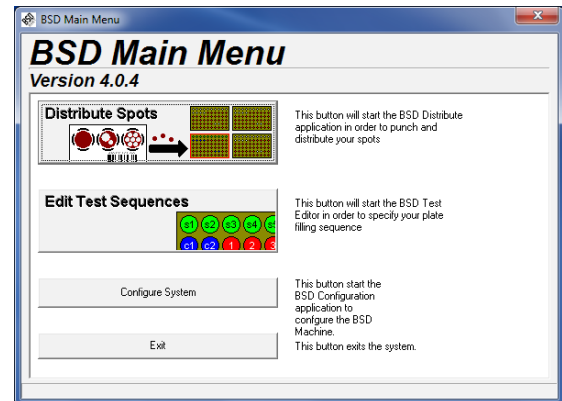 BSD Main Menu
BSD Main Menu
Version 4.0.4
Distribute Spots
This button will start the BSD Distribute
application in order to punch and
distribute your spots
Edit Test Sequences
s1 s2 s3 s4 s5
c1 c2 1 2 3
This button will start the BSD Test
Editor in order to specify your plate
filling sequence
Configure System
This button start the
BSD Configuration
application to
configure the BSD
Machine.
Exit
This button exits the system.